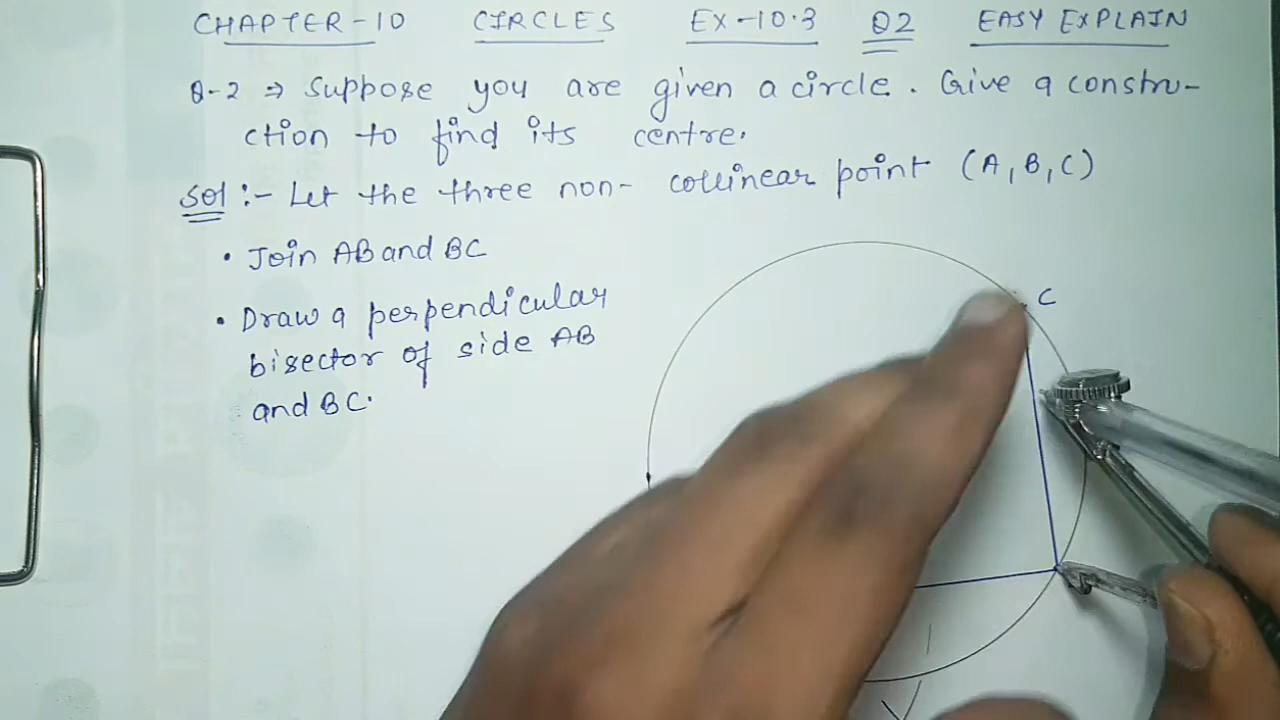 CHAPTER-10 CIRCLES EX-10.3 Q2 EASY EXPLAIN
Q-2 ⇒ Suppose you are given a circle. Give a constru-
ction to find its centre.
Sol :- Let the three non- collinear point (A, B, C)
• Join AB and BC
• Draw a perpendicular
bisector of side AB
and BC.
C